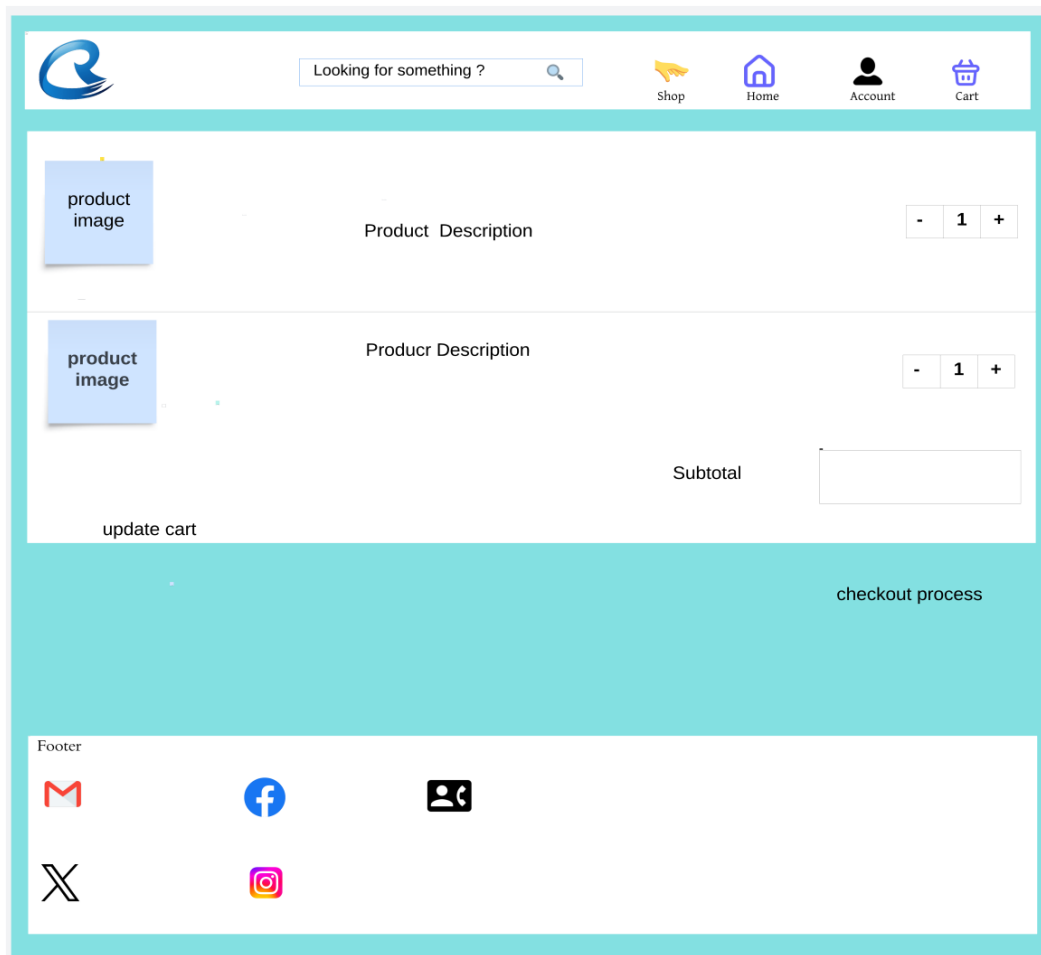 Looking for something ?
Shop
Home
Account
Cart
product
image
Product  Description
- 1 +
product
image
Producr Description
- 1 +
Subtotal
update cart
checkout process
Footer